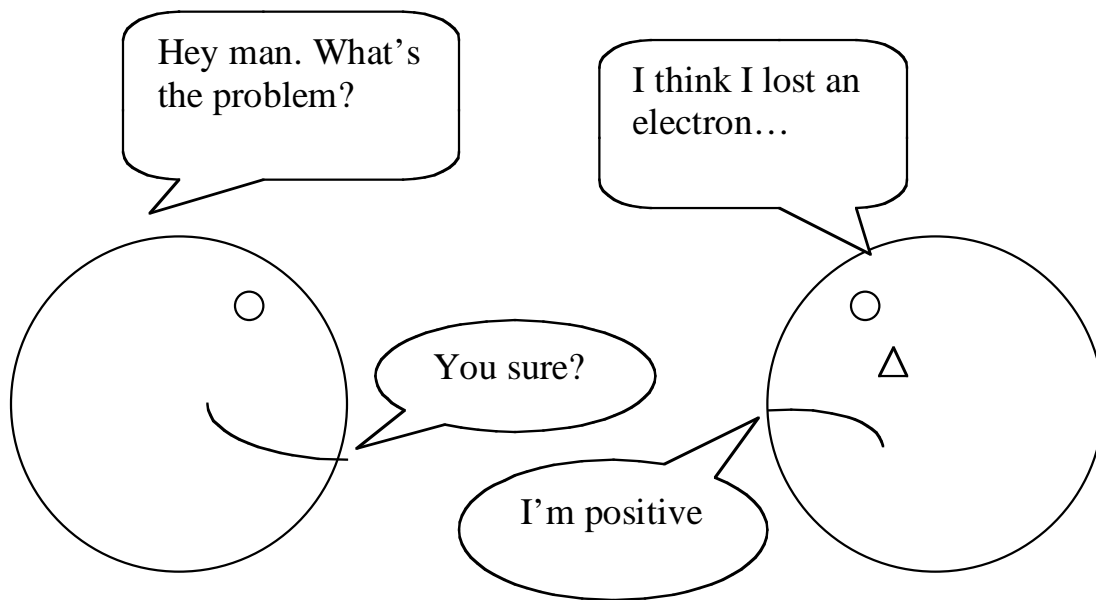 Hey man. What’s
the problem?
I think I lost an
electron…
You sure?
I’m positive